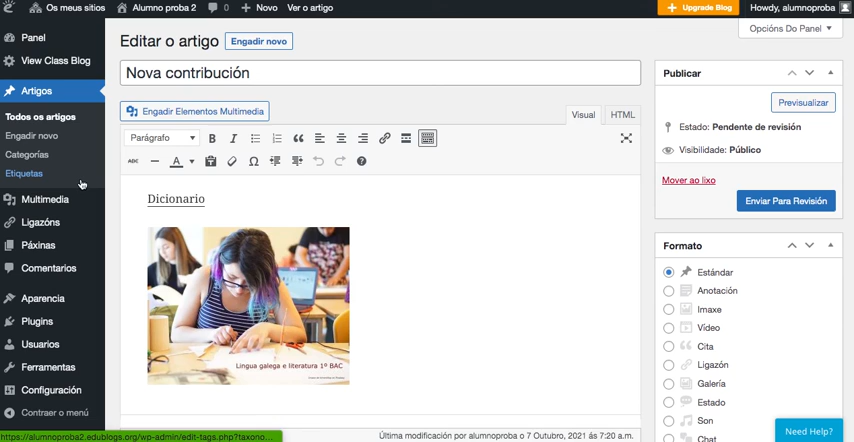 Os meus sitios Alumno proba 2 0 Novo Ver o artigo Upgrade Blog Howdy, alumnoproba
Opcións Do Panel
Panel
View Class Blog
Artigos
Todos os artigos
Engadir novo
Categorías
Etiquetas
Multimedia
Ligazóns
Páxinas
Comentarios
Aparencia
Plugins
Usuarios
Ferramentas
Configuración
Contraer o menú
https://alumnoproba2.edublogs.org/wp-admin/edit-tags.php?taxono...
Editar o artigo Engadir novo
Nova contribución
Engadir Elementos Multimedia
Visual HTML
Parágrafo B I
ABC A Ω
Dicionario
Lingua galega e literatura 1º BAC
Última modificación por alumnoproba o 7 Outubro, 2021 ás 7:20 a.m.
Publicar
Previsualizar
Estado: Pendente de revisión
Visibilidade: Público
Mover ao lixo
Enviar Para Revisión
Formato
Estándar
Anotación
Imaxe
Vídeo
Cita
Ligazón
Galería
Estado
Son
Chat
Need Help?